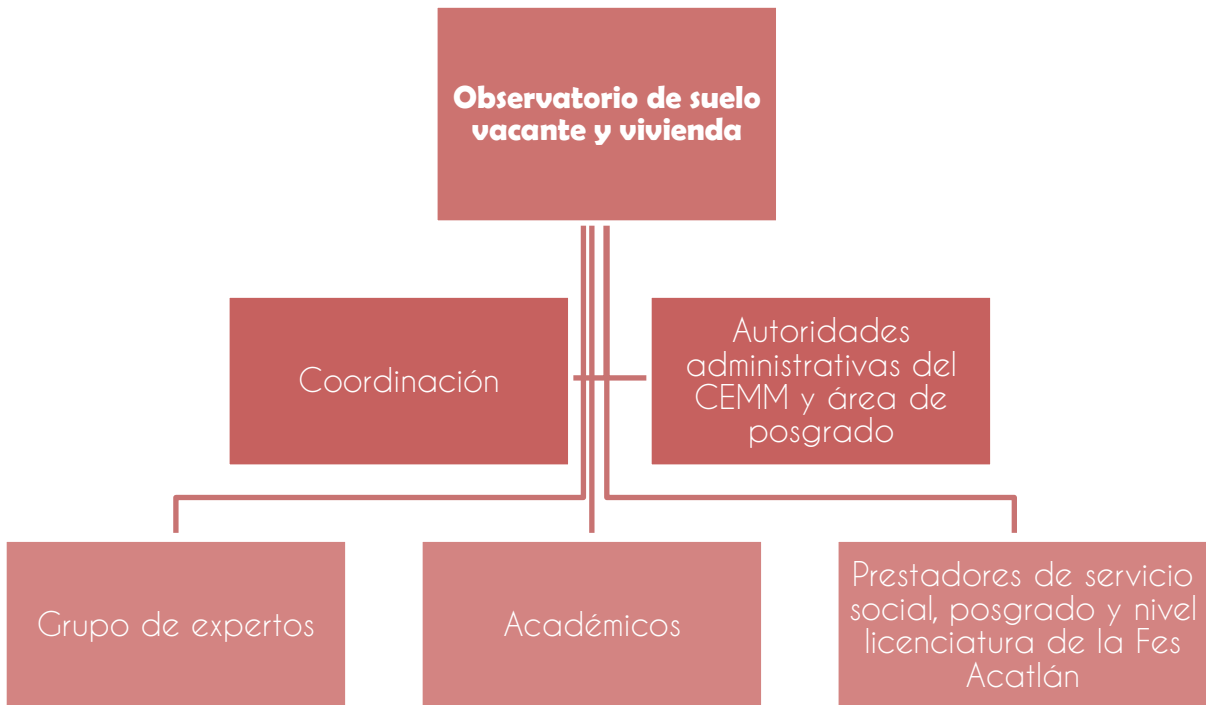 Observatorio de suelo
vacante y vivienda
Coordinación
Autoridades
administrativas del
CEMM y área de
posgrado
Grupo de expertos
Académicos
Prestadores de servicio
social, posgrado y nivel
licenciatura de la Fes
Acatlán